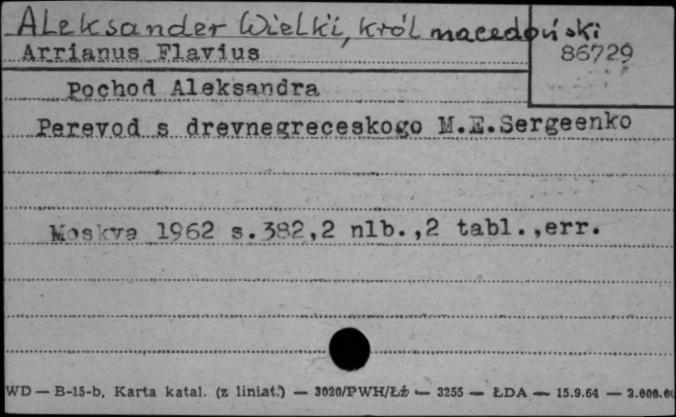 Aleksander Wielki, król macedoński
Arrianus Flavius
86729
Pochod Aleksandra
Perevod s drevnegreceskogo M.E.Sergeenko
Moskva 1962 s.382,2 nlb.,2 tabl.,err.
WD — B-15-b, Karta katal. (z liniat.) — 3020/PWH/Łź — 3255 — ŁDA — 15.9.64 — 2.000.00